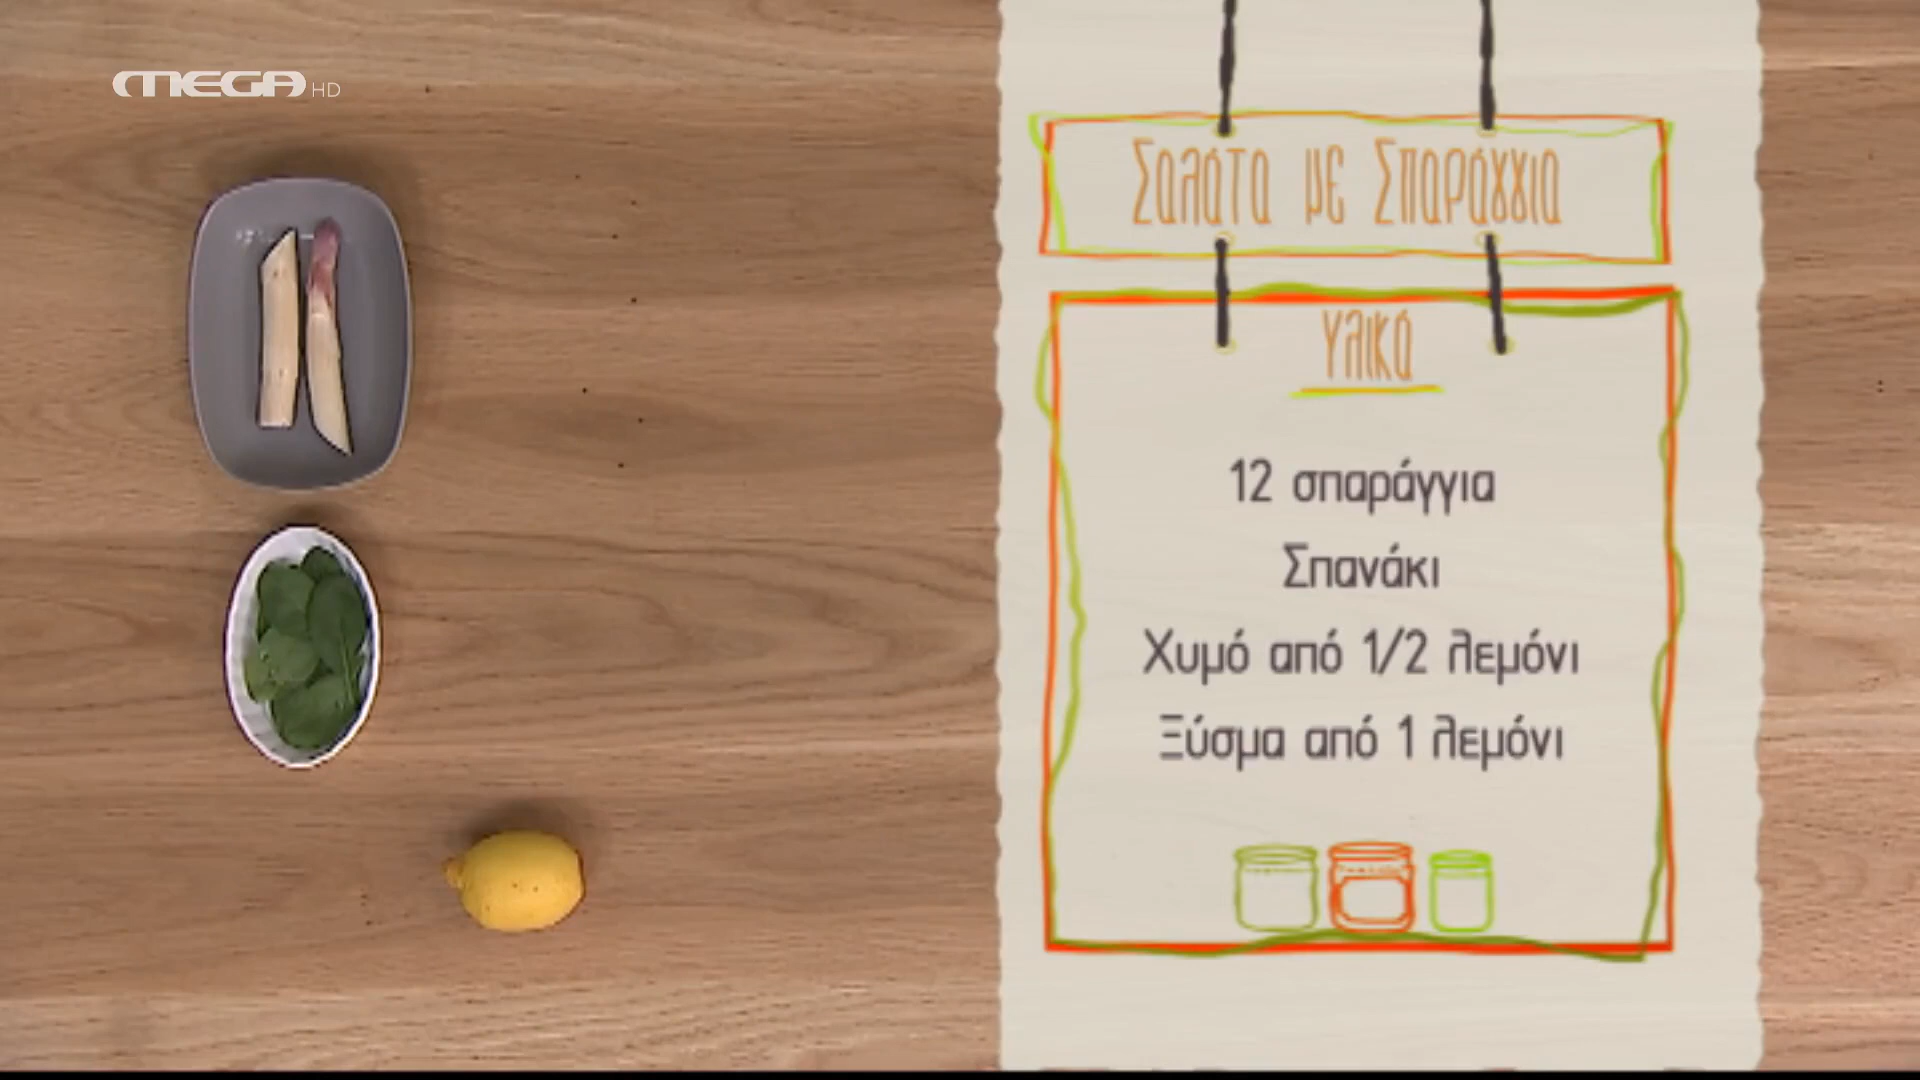 MEGA HD
Σαλάτα με Σπαράγγια
Υλικά
12 σπαράγγια
Σπανάκι
Χυμό από 1/2 λεμόνι
Ξύσμα από 1 λεμόνι